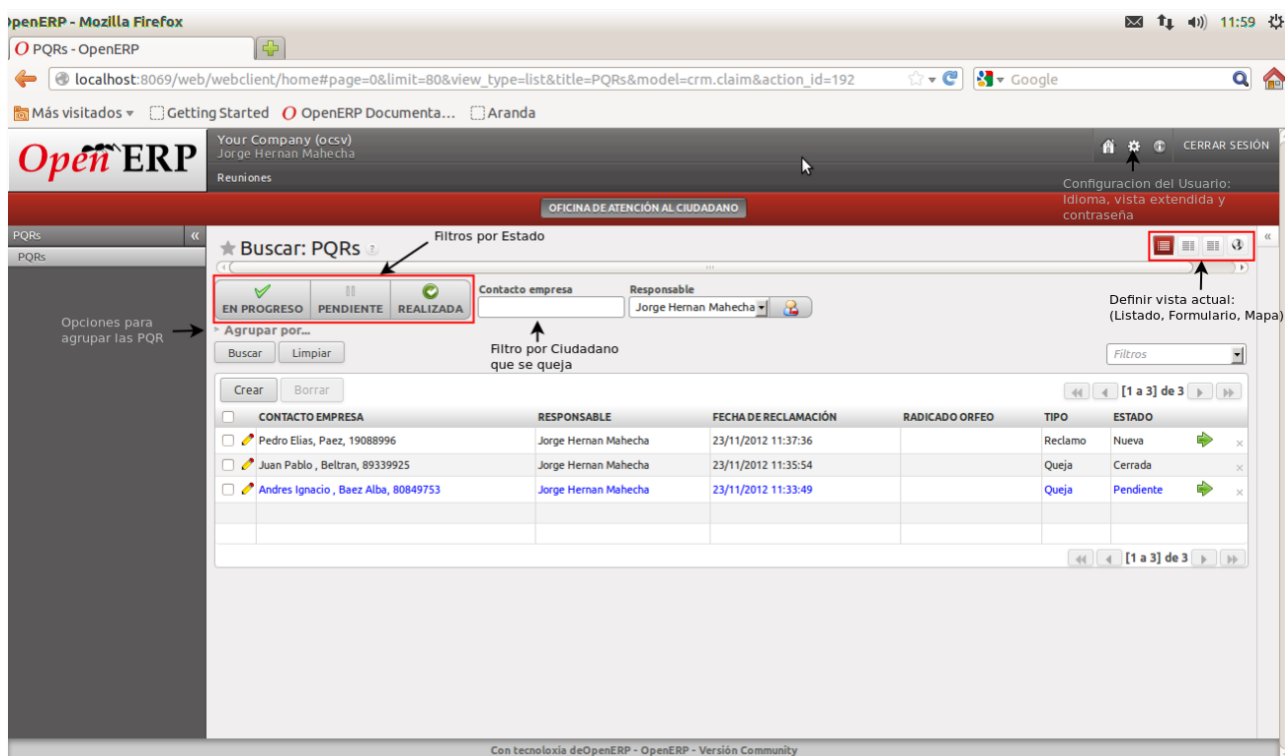 OpenERP - Mozilla Firefox
11:59
PQRs - OpenERP
localhost:8069/web/webclient/home#page=0&limit=80&view_type=list&title=PQRs&model=crm.claim&action_id=192
Google
Más visitados
Getting Started
OpenERP Documenta...
Aranda
Open ERP
Your Company (ocsv)
Jorge Hernan Mahecha
Reuniones
CERRAR SESIÓN
Configuracion del Usuario:
Idioma, vista extendida y
contraseña
OFICINA DE ATENCIÓN AL CIUDADANO
PQRs
«
PQRs
Buscar: PQRs ?
Filtros por Estado
«
EN PROGRESO
PENDIENTE
REALIZADA
Contacto empresa
Responsable
Jorge Hernan Mahecha
Definir vista actual:
(Listado, Formulario, Mapa)
Opciones para
agrupar las PQR
Agrupar por...
Filtro por Ciudadano
que se queja
Buscar
Limpiar
Filtros
Crear
Borrar
[1 a 3] de 3
CONTACTO EMPRESA RESPONSABLE FECHA DE RECLAMACIÓN RADICADO ORFEO TIPO ESTADO
Pedro Elias, Paez, 19088996 Jorge Hernan Mahecha 23/11/2012 11:37:36 Reclamo Nueva
Juan Pablo , Beltran, 89339925 Jorge Hernan Mahecha 23/11/2012 11:35:54 Queja Cerrada
Andres Ignacio , Baez Alba, 80849753 Jorge Hernan Mahecha 23/11/2012 11:33:49 Queja Pendiente
[1 a 3] de 3
Con tecnoloxía deOpenERP - OpenERP - Versión Community